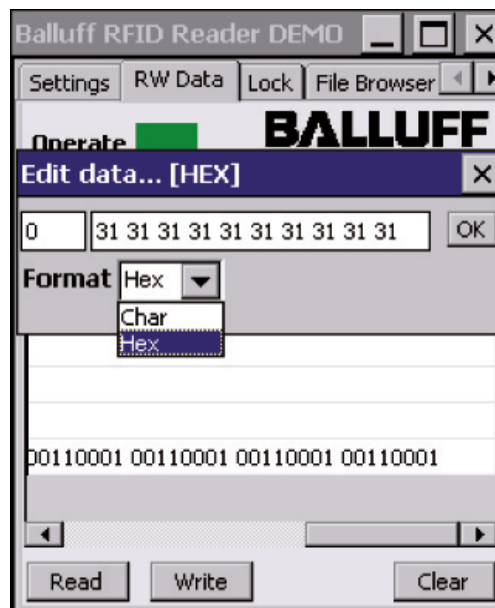 Balluff RFID Reader DEMO
Settings RW Data Lock File Browser
Operate BALLUFF
Edit data... [HEX]
0 31 31 31 31 31 31 31 31 31 31 OK
Format Hex
Char
Hex
00110001 00110001 00110001 00110001
Read Write Clear